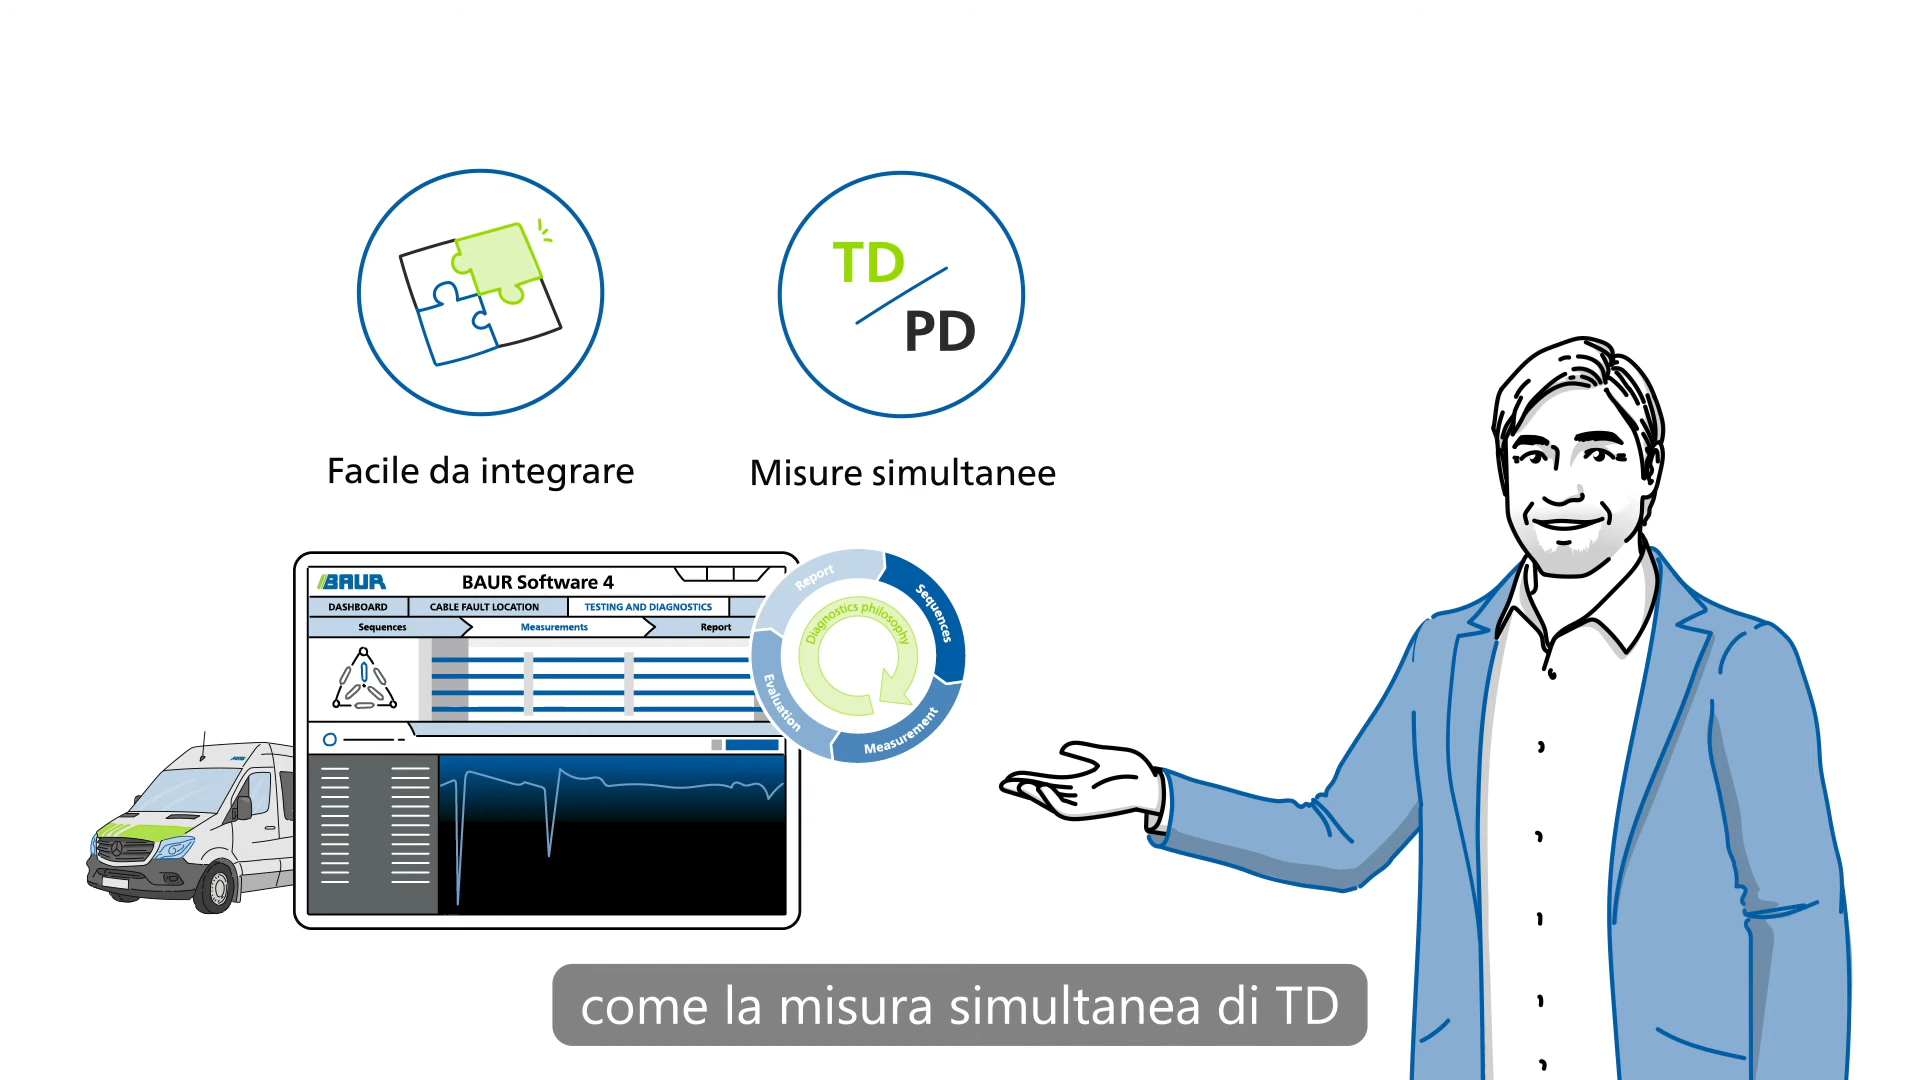 TD
PD
Facile da integrare
Misure simultanee
BAUR
BAUR Software 4
DASHBOARD
CABLE FAULT LOCATION
TESTING AND DIAGNOSTICS
Sequences
Measurements
Report
Report
Sequences
Diagnostics philosophy
Evaluation
Measurement
come la misura simultanea di TD